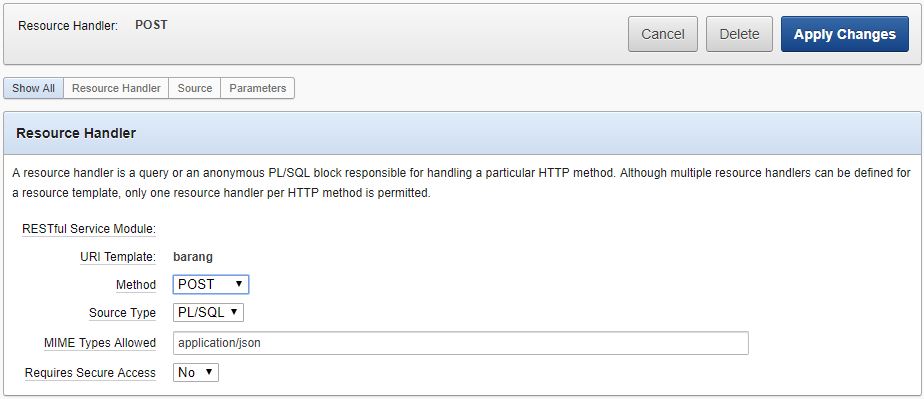 Resource Handler: POST
Cancel Delete Apply Changes
Show All Resource Handler Source Parameters
Resource Handler
A resource handler is a query or an anonymous PL/SQL block responsible for handling a particular HTTP method. Although multiple resource handlers can be defined for
a resource template, only one resource handler per HTTP method is permitted.
RESTful Service Module:
URI Template: barang
Method POST
Source Type PL/SQL
MIME Types Allowed application/json
Requires Secure Access No